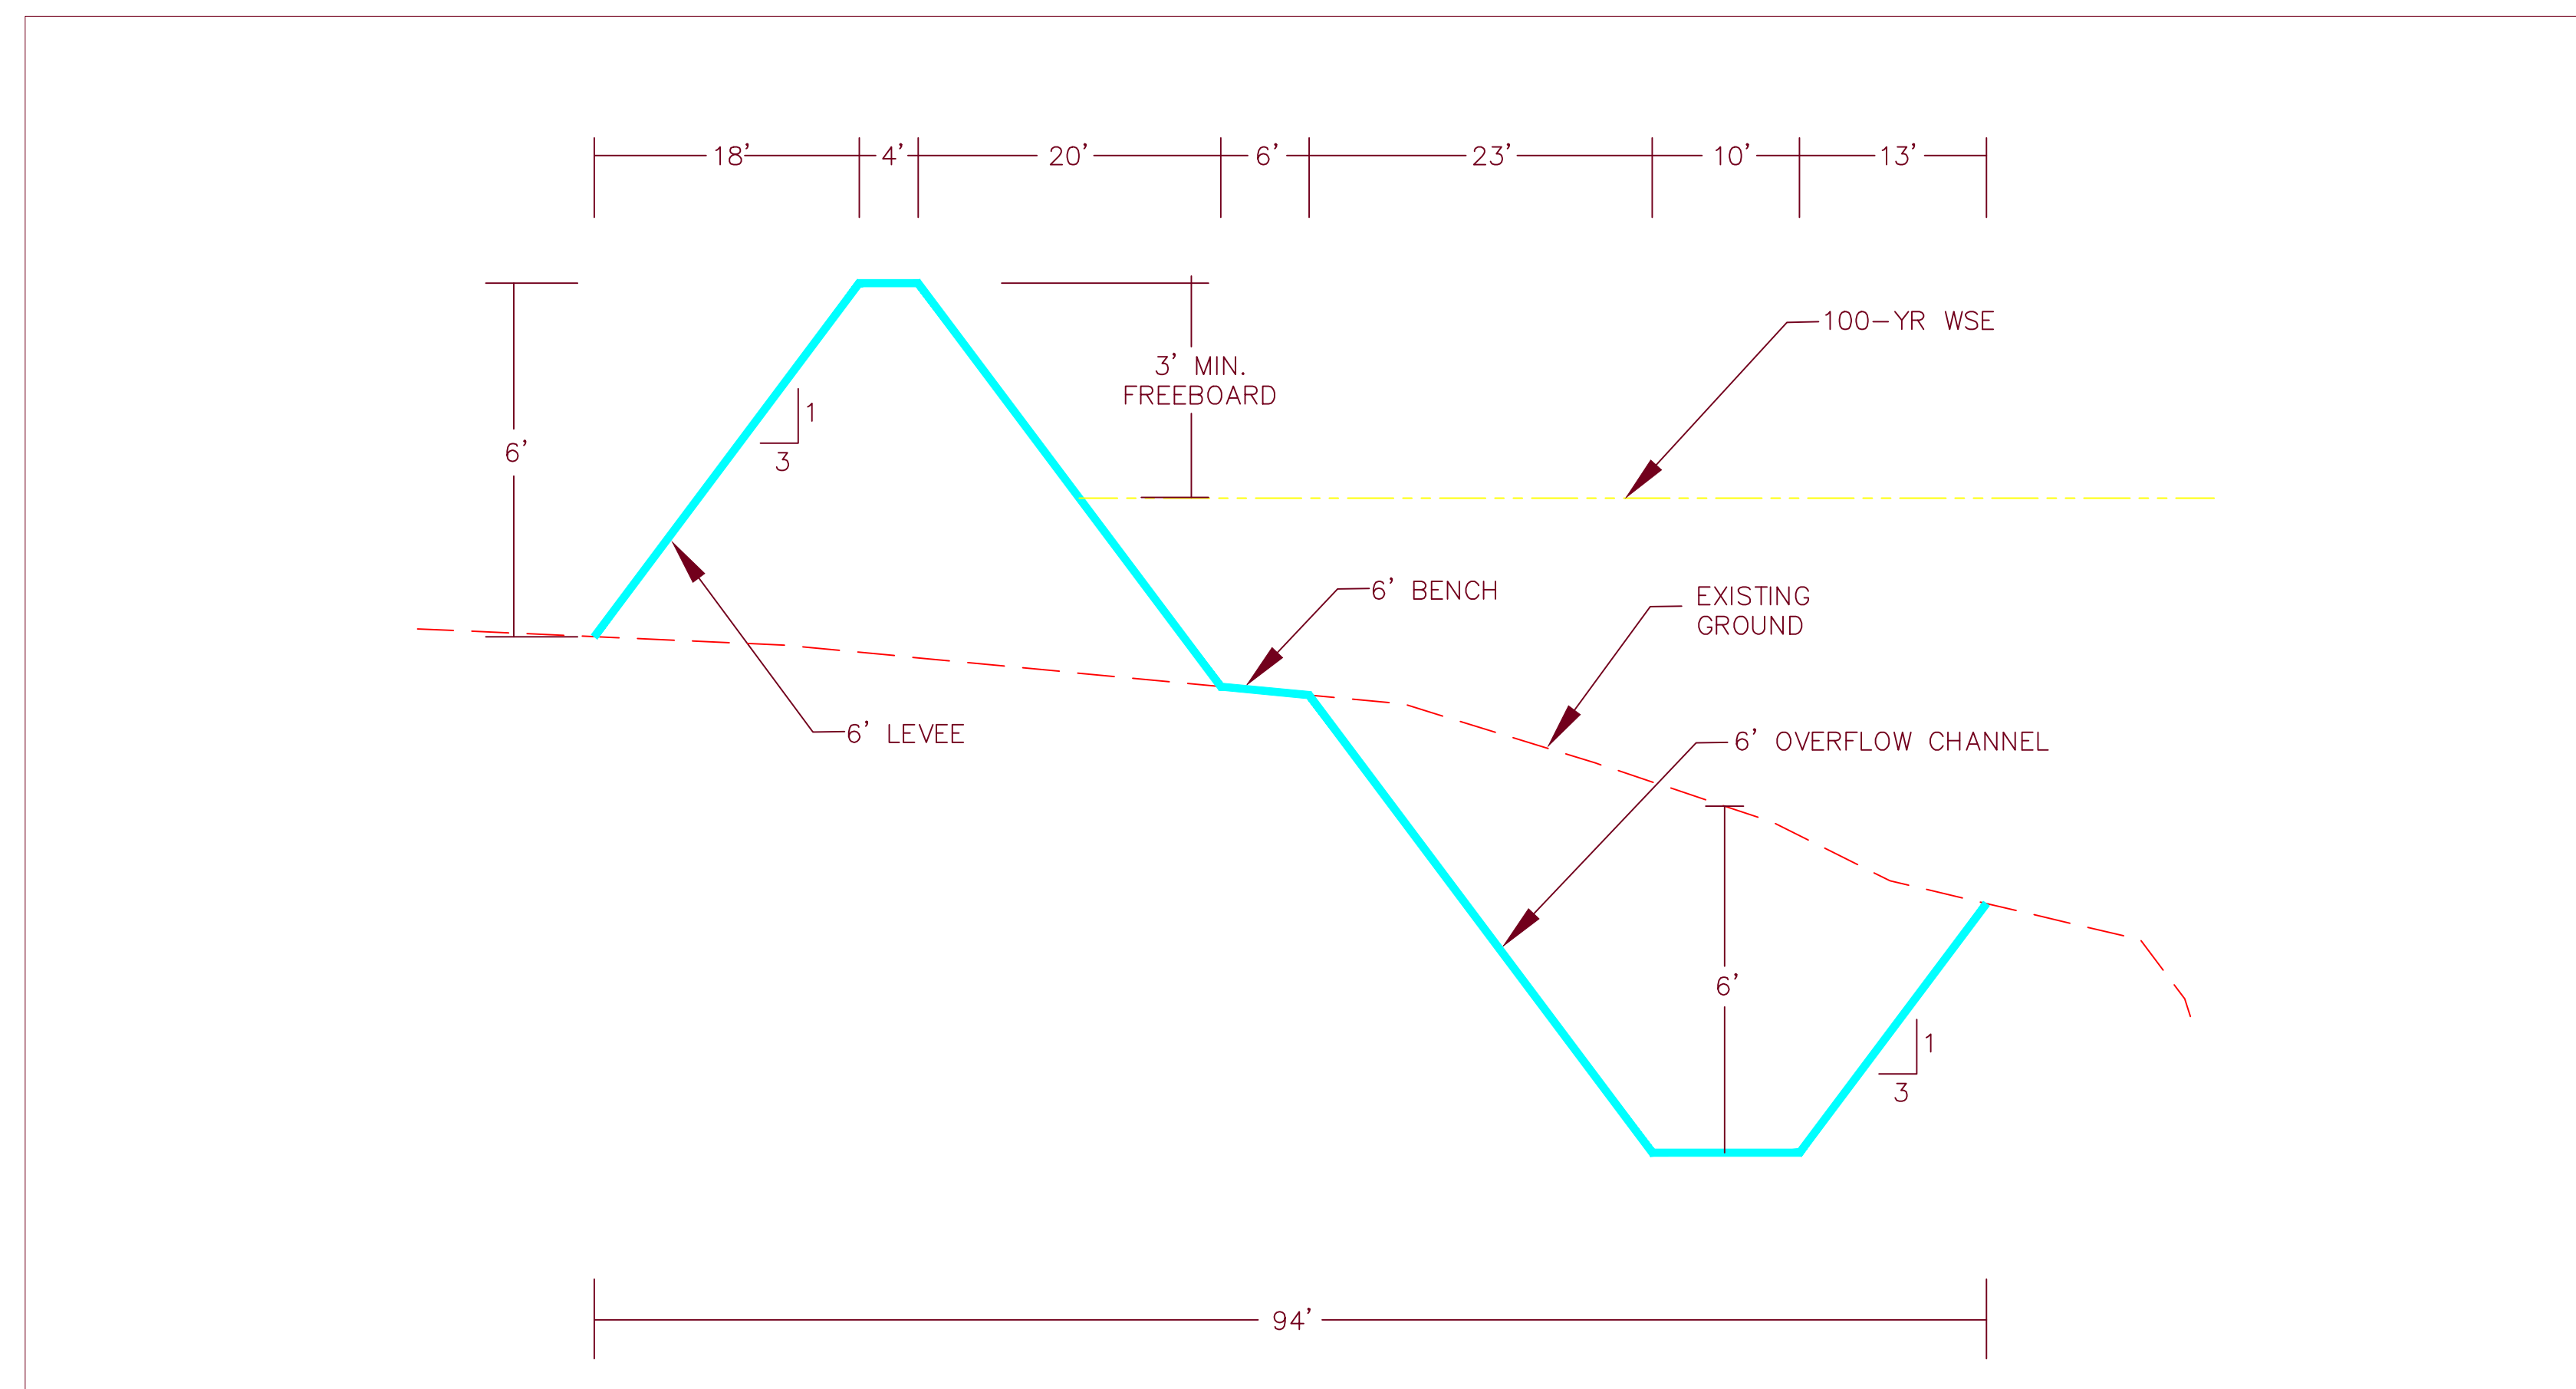 18'
4'
20'
6'
23'
10'
13'
100-YR WSE
3' MIN.
FREEBOARD
1
3
6'
6' BENCH
EXISTING
GROUND
6' LEVEE
6' OVERFLOW CHANNEL
6'
1
3
94'